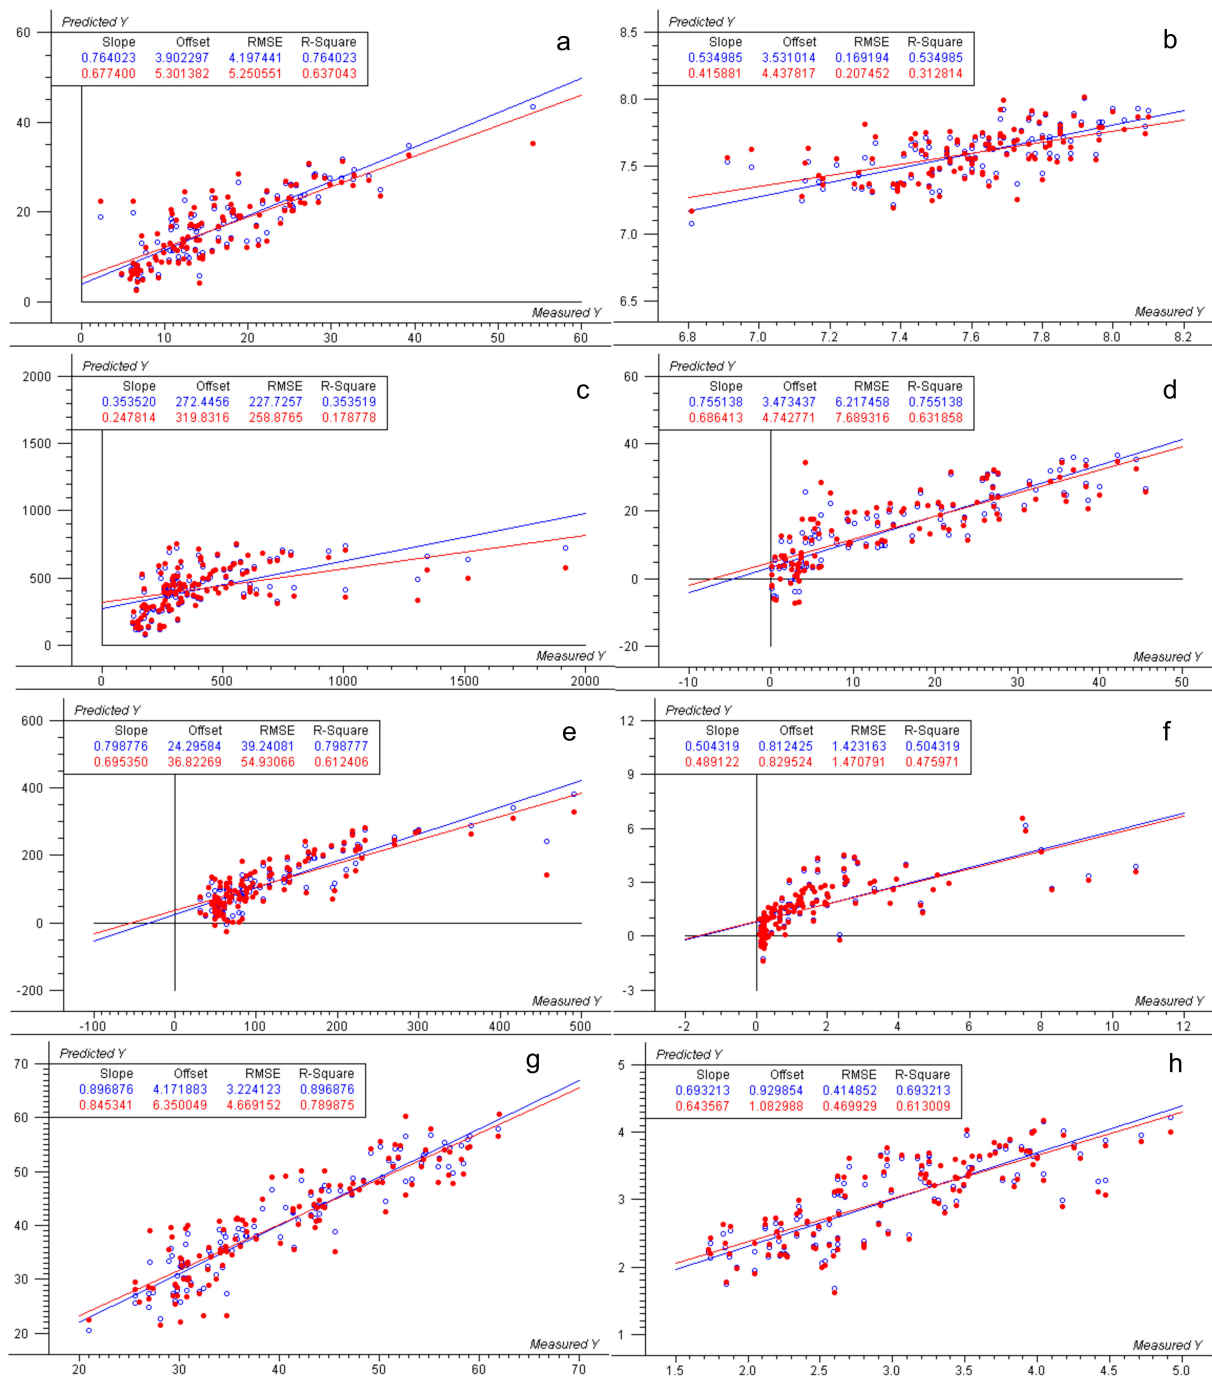 Predicted Y
a
Slope Offset RMSE R-Square
0.764023 3.902297 4.197441 0.764023
0.677400 5.301382 5.250551 0.637043
60
40
20
0
Measured Y
0 10 20 30 40 50 60
Predicted Y
b
Slope Offset RMSE R-Square
0.534985 3.531014 0.169194 0.534985
0.415881 4.437817 0.207452 0.312814
8.5
8.0
7.5
7.0
6.5
Measured Y
6.8 7.0 7.2 7.4 7.6 7.8 8.0 8.2
Predicted Y
c
Slope Offset RMSE R-Square
0.353520 272.4456 227.7257 0.353519
0.247814 319.8316 258.8765 0.178778
2000
1500
1000
500
0
Measured Y
0 500 1000 1500 2000
Predicted Y
d
Slope Offset RMSE R-Square
0.755138 3.473437 6.217458 0.755138
0.686413 4.742771 7.689316 0.631858
60
40
20
0
-20
Measured Y
-10 0 10 20 30 40 50
Predicted Y
e
Slope Offset RMSE R-Square
0.798776 24.29584 39.24081 0.798777
0.695350 36.82269 54.93066 0.612406
600
400
200
0
-200
Measured Y
-100 0 100 200 300 400 500
Predicted Y
f
Slope Offset RMSE R-Square
0.504319 0.812425 1.423163 0.504319
0.489122 0.829524 1.470791 0.475971
12
9
6
3
0
-3
Measured Y
-2 0 2 4 6 8 10 12
Predicted Y
g
Slope Offset RMSE R-Square
0.896876 4.171883 3.224123 0.896876
0.845341 6.350049 4.669152 0.789875
70
60
50
40
30
20
Measured Y
20 30 40 50 60 70
Predicted Y
h
Slope Offset RMSE R-Square
0.693213 0.929854 0.414852 0.693213
0.643567 1.082988 0.469929 0.613009
5
4
3
2
1
Measured Y
1.5 2.0 2.5 3.0 3.5 4.0 4.5 5.0